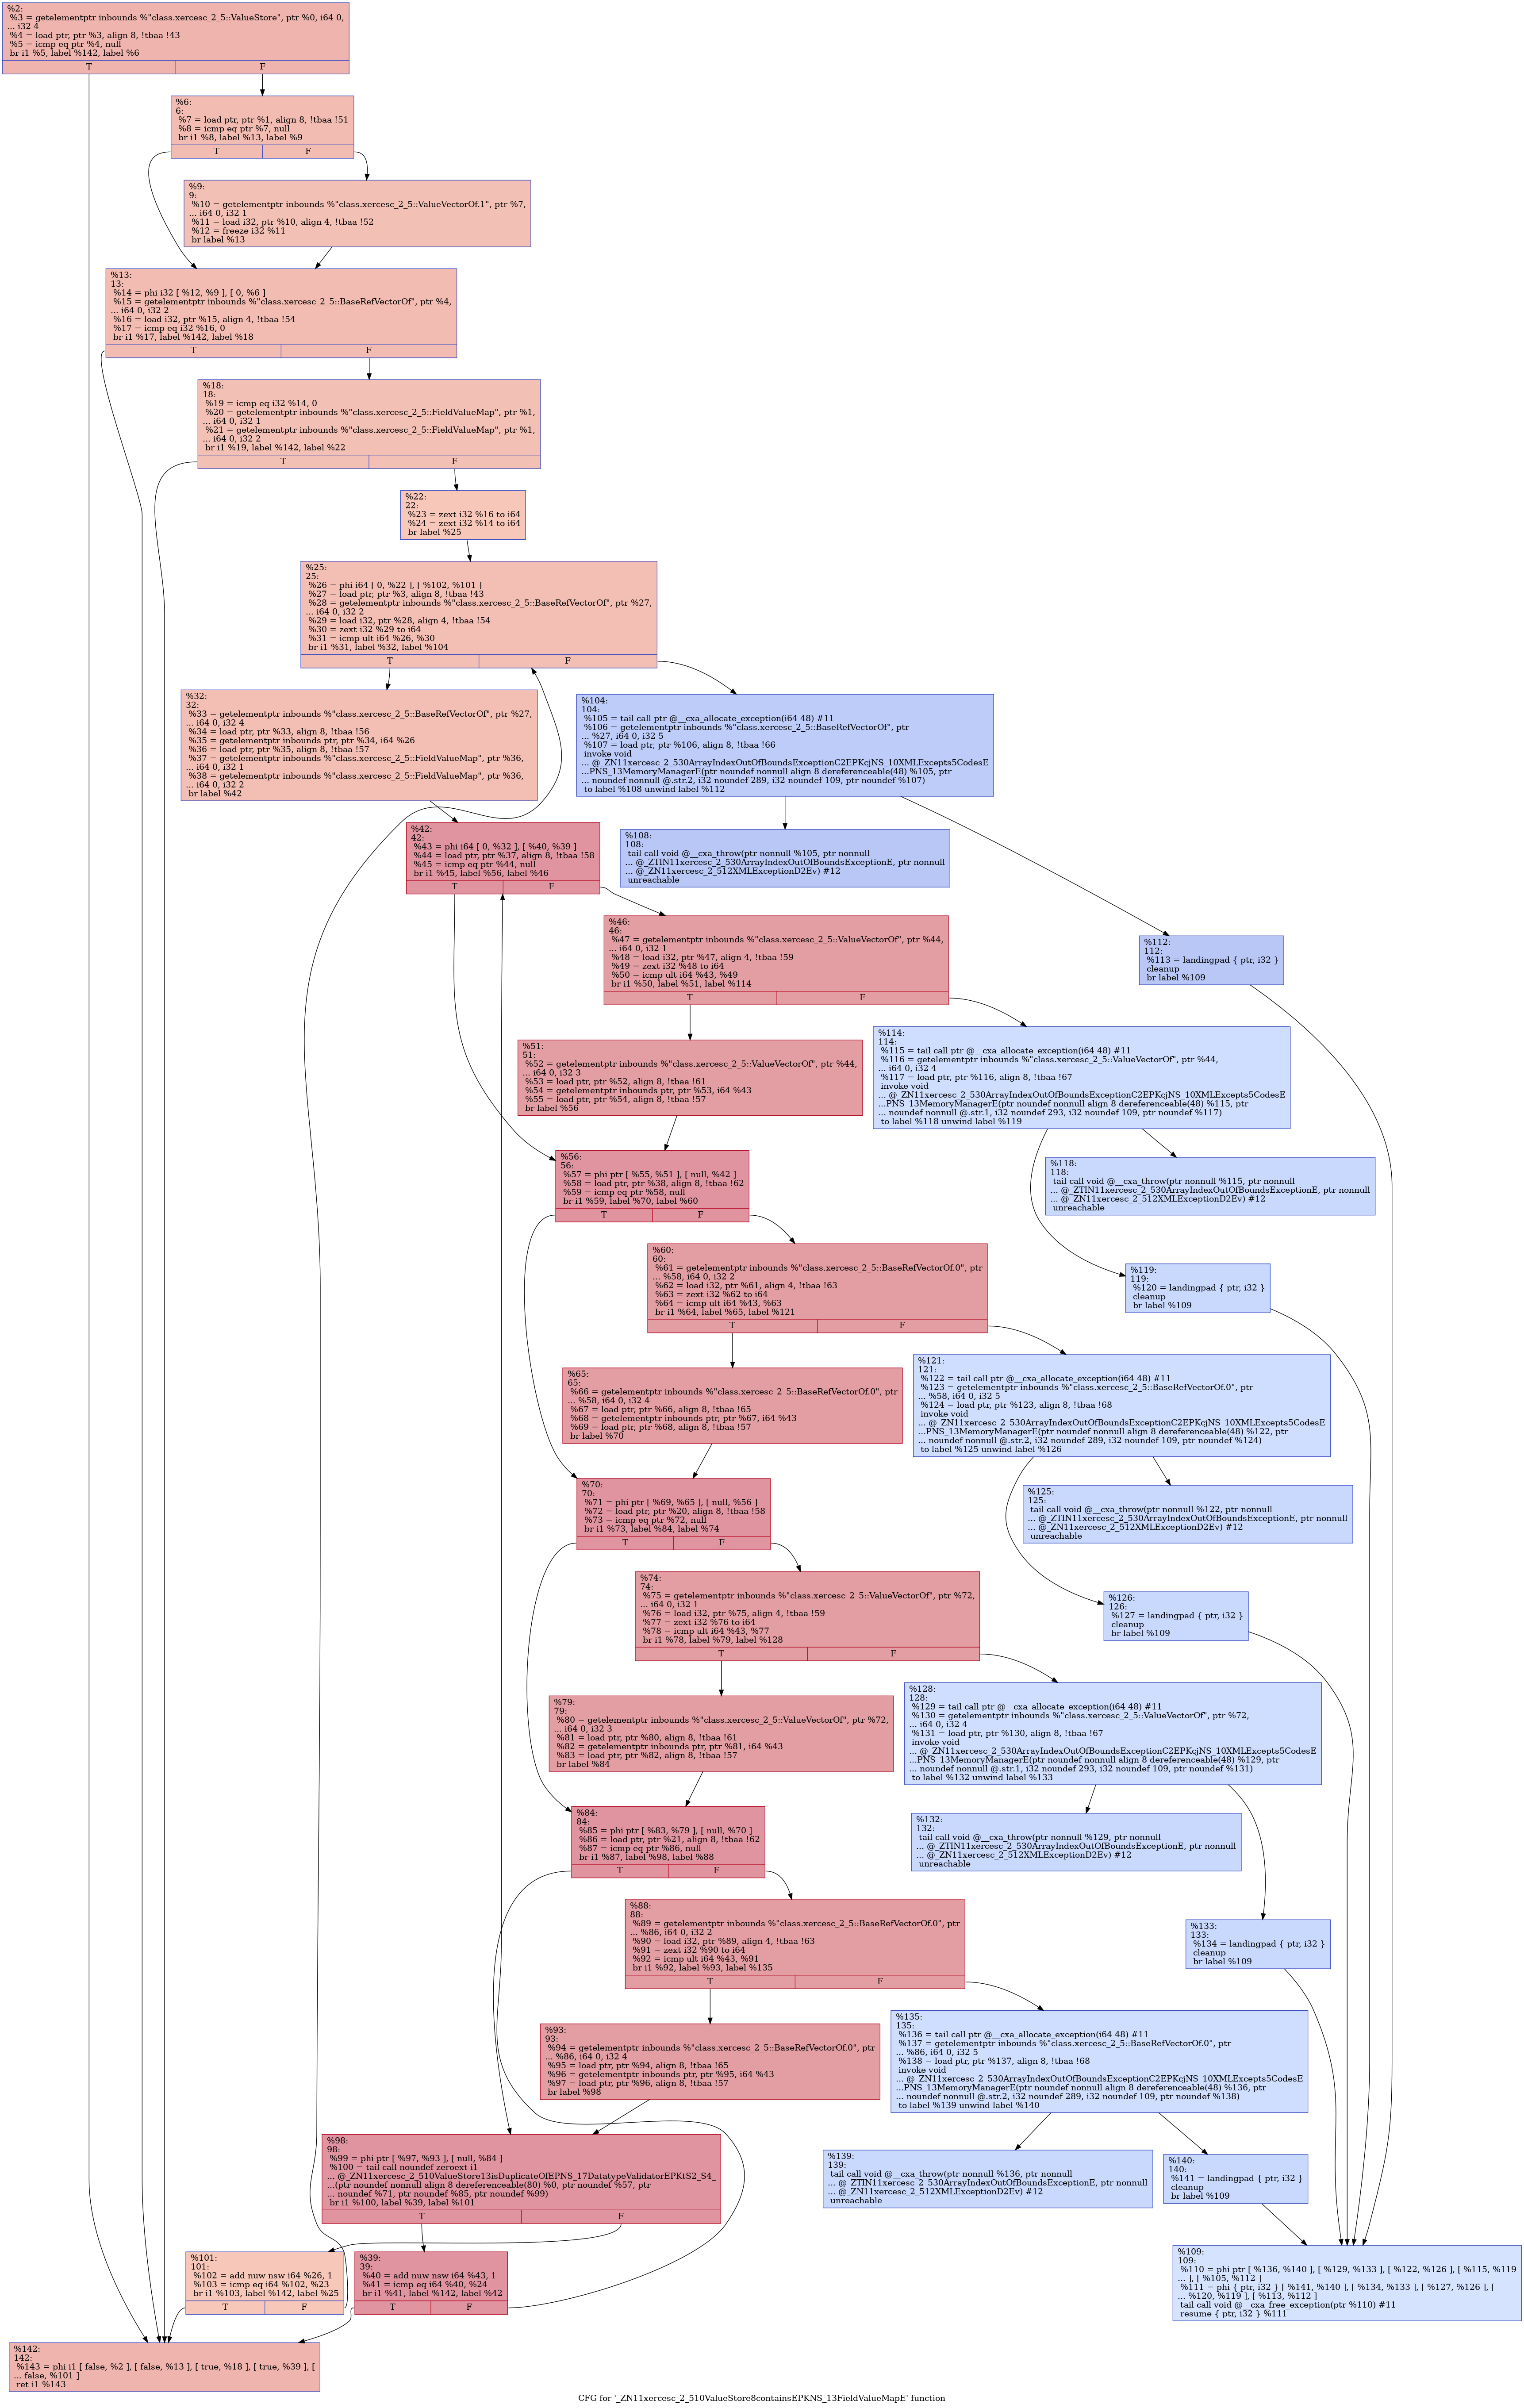 %2:
%3 = getelementptr inbounds %"class.xercesc_2_5::ValueStore", ptr %0, i64 0,
... i32 4
%4 = load ptr, ptr %3, align 8, !tbaa !43
%5 = icmp eq ptr %4, null
br i1 %5, label %142, label %6
T F
%6:
6:
%7 = load ptr, ptr %1, align 8, !tbaa !51
%8 = icmp eq ptr %7, null
br i1 %8, label %13, label %9
T F
%9:
9:
%10 = getelementptr inbounds %"class.xercesc_2_5::ValueVectorOf.1", ptr %7,
... i64 0, i32 1
%11 = load i32, ptr %10, align 4, !tbaa !52
%12 = freeze i32 %11
br label %13
%13:
13:
%14 = phi i32 [ %12, %9 ], [ 0, %6 ]
%15 = getelementptr inbounds %"class.xercesc_2_5::BaseRefVectorOf", ptr %4,
... i64 0, i32 2
%16 = load i32, ptr %15, align 4, !tbaa !54
%17 = icmp eq i32 %16, 0
br i1 %17, label %142, label %18
T F
%18:
18:
%19 = icmp eq i32 %14, 0
%20 = getelementptr inbounds %"class.xercesc_2_5::FieldValueMap", ptr %1,
... i64 0, i32 1
%21 = getelementptr inbounds %"class.xercesc_2_5::FieldValueMap", ptr %1,
... i64 0, i32 2
br i1 %19, label %142, label %22
T F
%22:
22:
%23 = zext i32 %16 to i64
%24 = zext i32 %14 to i64
br label %25
%25:
25:
%26 = phi i64 [ 0, %22 ], [ %102, %101 ]
%27 = load ptr, ptr %3, align 8, !tbaa !43
%28 = getelementptr inbounds %"class.xercesc_2_5::BaseRefVectorOf", ptr %27,
... i64 0, i32 2
%29 = load i32, ptr %28, align 4, !tbaa !54
%30 = zext i32 %29 to i64
%31 = icmp ult i64 %26, %30
br i1 %31, label %32, label %104
T F
%32:
32:
%33 = getelementptr inbounds %"class.xercesc_2_5::BaseRefVectorOf", ptr %27,
... i64 0, i32 4
%34 = load ptr, ptr %33, align 8, !tbaa !56
%35 = getelementptr inbounds ptr, ptr %34, i64 %26
%36 = load ptr, ptr %35, align 8, !tbaa !57
%37 = getelementptr inbounds %"class.xercesc_2_5::FieldValueMap", ptr %36,
... i64 0, i32 1
%38 = getelementptr inbounds %"class.xercesc_2_5::FieldValueMap", ptr %36,
... i64 0, i32 2
br label %42
%104:
104:
%105 = tail call ptr @__cxa_allocate_exception(i64 48) #11
%106 = getelementptr inbounds %"class.xercesc_2_5::BaseRefVectorOf", ptr
... %27, i64 0, i32 5
%107 = load ptr, ptr %106, align 8, !tbaa !66
invoke void
... @_ZN11xercesc_2_530ArrayIndexOutOfBoundsExceptionC2EPKcjNS_10XMLExcepts5CodesE
...PNS_13MemoryManagerE(ptr noundef nonnull align 8 dereferenceable(48) %105, ptr
... noundef nonnull @.str.2, i32 noundef 289, i32 noundef 109, ptr noundef %107)
to label %108 unwind label %112
%42:
42:
%43 = phi i64 [ 0, %32 ], [ %40, %39 ]
%44 = load ptr, ptr %37, align 8, !tbaa !58
%45 = icmp eq ptr %44, null
br i1 %45, label %56, label %46
T F
%108:
108:
tail call void @__cxa_throw(ptr nonnull %105, ptr nonnull
... @_ZTIN11xercesc_2_530ArrayIndexOutOfBoundsExceptionE, ptr nonnull
... @_ZN11xercesc_2_512XMLExceptionD2Ev) #12
unreachable
%46:
46:
%47 = getelementptr inbounds %"class.xercesc_2_5::ValueVectorOf", ptr %44,
... i64 0, i32 1
%48 = load i32, ptr %47, align 4, !tbaa !59
%49 = zext i32 %48 to i64
%50 = icmp ult i64 %43, %49
br i1 %50, label %51, label %114
T F
%112:
112:
%113 = landingpad { ptr, i32 }
cleanup
br label %109
%51:
51:
%52 = getelementptr inbounds %"class.xercesc_2_5::ValueVectorOf", ptr %44,
... i64 0, i32 3
%53 = load ptr, ptr %52, align 8, !tbaa !61
%54 = getelementptr inbounds ptr, ptr %53, i64 %43
%55 = load ptr, ptr %54, align 8, !tbaa !57
br label %56
%114:
114:
%115 = tail call ptr @__cxa_allocate_exception(i64 48) #11
%116 = getelementptr inbounds %"class.xercesc_2_5::ValueVectorOf", ptr %44,
... i64 0, i32 4
%117 = load ptr, ptr %116, align 8, !tbaa !67
invoke void
... @_ZN11xercesc_2_530ArrayIndexOutOfBoundsExceptionC2EPKcjNS_10XMLExcepts5CodesE
...PNS_13MemoryManagerE(ptr noundef nonnull align 8 dereferenceable(48) %115, ptr
... noundef nonnull @.str.1, i32 noundef 293, i32 noundef 109, ptr noundef %117)
to label %118 unwind label %119
%56:
56:
%57 = phi ptr [ %55, %51 ], [ null, %42 ]
%58 = load ptr, ptr %38, align 8, !tbaa !62
%59 = icmp eq ptr %58, null
br i1 %59, label %70, label %60
T F
%118:
118:
tail call void @__cxa_throw(ptr nonnull %115, ptr nonnull
... @_ZTIN11xercesc_2_530ArrayIndexOutOfBoundsExceptionE, ptr nonnull
... @_ZN11xercesc_2_512XMLExceptionD2Ev) #12
unreachable
%60:
60:
%61 = getelementptr inbounds %"class.xercesc_2_5::BaseRefVectorOf.0", ptr
... %58, i64 0, i32 2
%62 = load i32, ptr %61, align 4, !tbaa !63
%63 = zext i32 %62 to i64
%64 = icmp ult i64 %43, %63
br i1 %64, label %65, label %121
T F
%119:
119:
%120 = landingpad { ptr, i32 }
cleanup
br label %109
%65:
65:
%66 = getelementptr inbounds %"class.xercesc_2_5::BaseRefVectorOf.0", ptr
... %58, i64 0, i32 4
%67 = load ptr, ptr %66, align 8, !tbaa !65
%68 = getelementptr inbounds ptr, ptr %67, i64 %43
%69 = load ptr, ptr %68, align 8, !tbaa !57
br label %70
%121:
121:
%122 = tail call ptr @__cxa_allocate_exception(i64 48) #11
%123 = getelementptr inbounds %"class.xercesc_2_5::BaseRefVectorOf.0", ptr
... %58, i64 0, i32 5
%124 = load ptr, ptr %123, align 8, !tbaa !68
invoke void
... @_ZN11xercesc_2_530ArrayIndexOutOfBoundsExceptionC2EPKcjNS_10XMLExcepts5CodesE
...PNS_13MemoryManagerE(ptr noundef nonnull align 8 dereferenceable(48) %122, ptr
... noundef nonnull @.str.2, i32 noundef 289, i32 noundef 109, ptr noundef %124)
to label %125 unwind label %126
%70:
70:
%71 = phi ptr [ %69, %65 ], [ null, %56 ]
%72 = load ptr, ptr %20, align 8, !tbaa !58
%73 = icmp eq ptr %72, null
br i1 %73, label %84, label %74
T F
%125:
125:
tail call void @__cxa_throw(ptr nonnull %122, ptr nonnull
... @_ZTIN11xercesc_2_530ArrayIndexOutOfBoundsExceptionE, ptr nonnull
... @_ZN11xercesc_2_512XMLExceptionD2Ev) #12
unreachable
%74:
74:
%75 = getelementptr inbounds %"class.xercesc_2_5::ValueVectorOf", ptr %72,
... i64 0, i32 1
%76 = load i32, ptr %75, align 4, !tbaa !59
%77 = zext i32 %76 to i64
%78 = icmp ult i64 %43, %77
br i1 %78, label %79, label %128
T F
%126:
126:
%127 = landingpad { ptr, i32 }
cleanup
br label %109
%79:
79:
%80 = getelementptr inbounds %"class.xercesc_2_5::ValueVectorOf", ptr %72,
... i64 0, i32 3
%81 = load ptr, ptr %80, align 8, !tbaa !61
%82 = getelementptr inbounds ptr, ptr %81, i64 %43
%83 = load ptr, ptr %82, align 8, !tbaa !57
br label %84
%128:
128:
%129 = tail call ptr @__cxa_allocate_exception(i64 48) #11
%130 = getelementptr inbounds %"class.xercesc_2_5::ValueVectorOf", ptr %72,
... i64 0, i32 4
%131 = load ptr, ptr %130, align 8, !tbaa !67
invoke void
... @_ZN11xercesc_2_530ArrayIndexOutOfBoundsExceptionC2EPKcjNS_10XMLExcepts5CodesE
...PNS_13MemoryManagerE(ptr noundef nonnull align 8 dereferenceable(48) %129, ptr
... noundef nonnull @.str.1, i32 noundef 293, i32 noundef 109, ptr noundef %131)
to label %132 unwind label %133
%84:
84:
%85 = phi ptr [ %83, %79 ], [ null, %70 ]
%86 = load ptr, ptr %21, align 8, !tbaa !62
%87 = icmp eq ptr %86, null
br i1 %87, label %98, label %88
T F
%132:
132:
tail call void @__cxa_throw(ptr nonnull %129, ptr nonnull
... @_ZTIN11xercesc_2_530ArrayIndexOutOfBoundsExceptionE, ptr nonnull
... @_ZN11xercesc_2_512XMLExceptionD2Ev) #12
unreachable
%88:
88:
%89 = getelementptr inbounds %"class.xercesc_2_5::BaseRefVectorOf.0", ptr
... %86, i64 0, i32 2
%90 = load i32, ptr %89, align 4, !tbaa !63
%91 = zext i32 %90 to i64
%92 = icmp ult i64 %43, %91
br i1 %92, label %93, label %135
T F
%133:
133:
%134 = landingpad { ptr, i32 }
cleanup
br label %109
%93:
93:
%94 = getelementptr inbounds %"class.xercesc_2_5::BaseRefVectorOf.0", ptr
... %86, i64 0, i32 4
%95 = load ptr, ptr %94, align 8, !tbaa !65
%96 = getelementptr inbounds ptr, ptr %95, i64 %43
%97 = load ptr, ptr %96, align 8, !tbaa !57
br label %98
%135:
135:
%136 = tail call ptr @__cxa_allocate_exception(i64 48) #11
%137 = getelementptr inbounds %"class.xercesc_2_5::BaseRefVectorOf.0", ptr
... %86, i64 0, i32 5
%138 = load ptr, ptr %137, align 8, !tbaa !68
invoke void
... @_ZN11xercesc_2_530ArrayIndexOutOfBoundsExceptionC2EPKcjNS_10XMLExcepts5CodesE
...PNS_13MemoryManagerE(ptr noundef nonnull align 8 dereferenceable(48) %136, ptr
... noundef nonnull @.str.2, i32 noundef 289, i32 noundef 109, ptr noundef %138)
to label %139 unwind label %140
%98:
98:
%99 = phi ptr [ %97, %93 ], [ null, %84 ]
%100 = tail call noundef zeroext i1
... @_ZN11xercesc_2_510ValueStore13isDuplicateOfEPNS_17DatatypeValidatorEPKtS2_S4_
...(ptr noundef nonnull align 8 dereferenceable(80) %0, ptr noundef %57, ptr
... noundef %71, ptr noundef %85, ptr noundef %99)
br i1 %100, label %39, label %101
T F
%139:
139:
tail call void @__cxa_throw(ptr nonnull %136, ptr nonnull
... @_ZTIN11xercesc_2_530ArrayIndexOutOfBoundsExceptionE, ptr nonnull
... @_ZN11xercesc_2_512XMLExceptionD2Ev) #12
unreachable
%140:
140:
%141 = landingpad { ptr, i32 }
cleanup
br label %109
%101:
101:
%102 = add nuw nsw i64 %26, 1
%103 = icmp eq i64 %102, %23
br i1 %103, label %142, label %25
T F
%39:
39:
%40 = add nuw nsw i64 %43, 1
%41 = icmp eq i64 %40, %24
br i1 %41, label %142, label %42
T F
%109:
109:
%110 = phi ptr [ %136, %140 ], [ %129, %133 ], [ %122, %126 ], [ %115, %119
... ], [ %105, %112 ]
%111 = phi { ptr, i32 } [ %141, %140 ], [ %134, %133 ], [ %127, %126 ], [
... %120, %119 ], [ %113, %112 ]
tail call void @__cxa_free_exception(ptr %110) #11
resume { ptr, i32 } %111
%142:
142:
%143 = phi i1 [ false, %2 ], [ false, %13 ], [ true, %18 ], [ true, %39 ], [
... false, %101 ]
ret i1 %143
CFG for '_ZN11xercesc_2_510ValueStore8containsEPKNS_13FieldValueMapE' function